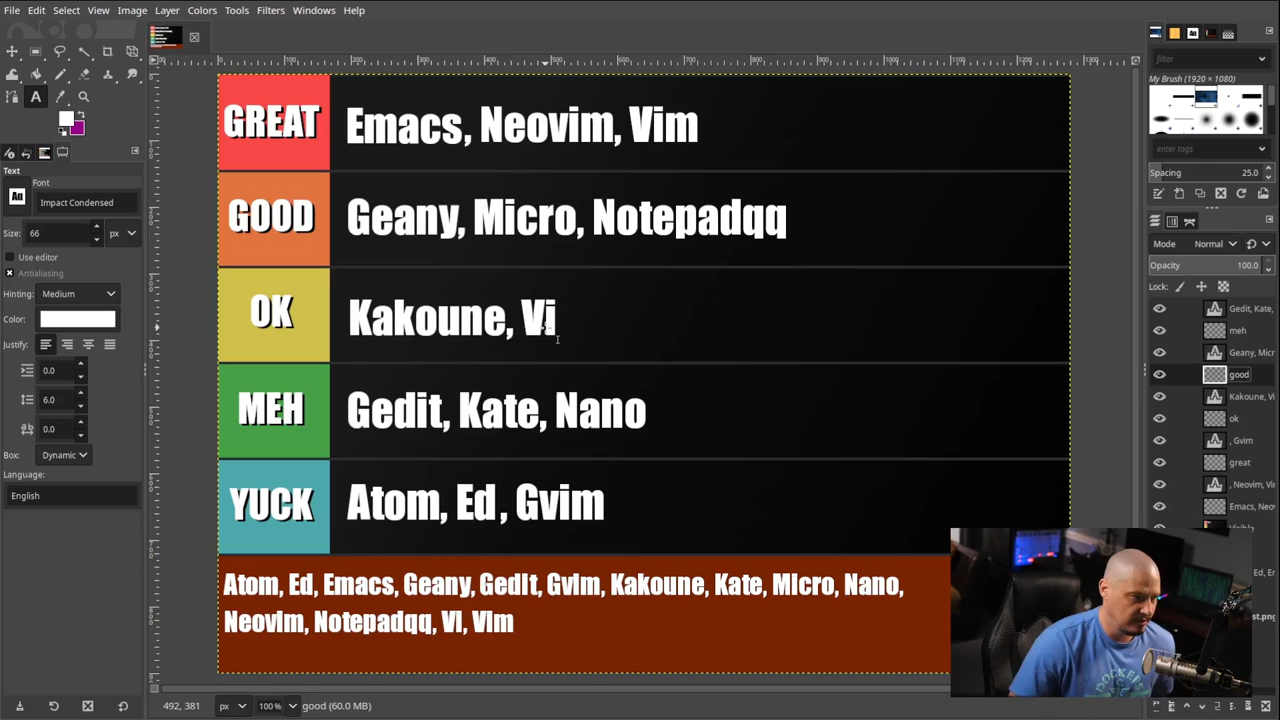 File Edit Select View Image Layer Colors Tools Filters Windows Help
filter
My Brush (1920 × 1080)
enter tags
Spacing 25.0
Mode Normal
Opacity 100.0
Lock:
Gedit, Kate,
meh
Geany, Micr
good
Kakoune, Vi
ok
, Gvim
great
, Neovim, Vi
Emacs, Neo
Text
Font
Aa Impact Condensed
Size: 66 px
Use editor
Antialiasing
Hinting: Medium
Color:
Justify:
0.0
6.0
0.0
Box: Dynamic
Language:
English
GREAT Emacs, Neovim, Vim
GOOD Geany, Micro, Notepadqq
OK Kakoune, Vi
MEH Gedit, Kate, Nano
YUCK Atom, Ed, Gvim
Atom, Ed, Emacs, Geany, Gedit, Gvim, Kakoune, Kate, Micro, Nano,
Neovim, Notepadqq, Vi, Vim
492, 381 px 100 % good (60.0 MB)